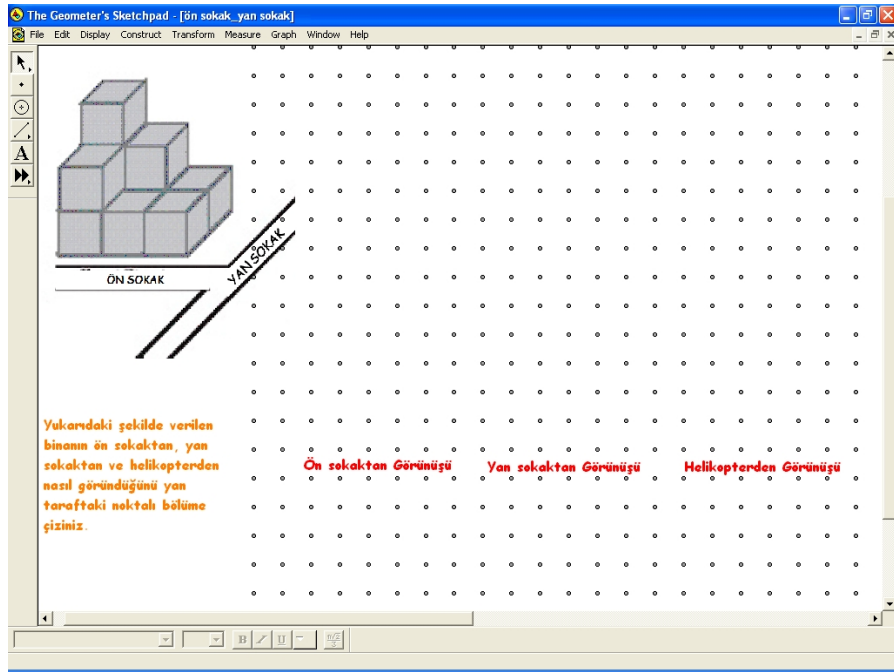 The Geometer's Sketchpad - [ön sokak_yan sokak]
File Edit Display Construct Transform Measure Graph Window Help
A
ÖN SOKAK
YAN SOKAK
Yukarıdaki şekilde verilen
binanın ön sokaktan, yan
sokaktan ve helikopterden
nasıl göründüğünü yan
taraftaki noktalı bölüme
çiziniz.
Ön sokaktan Görünüşü
Yan sokaktan Görünüşü
Helikopterden Görünüşü
B I U